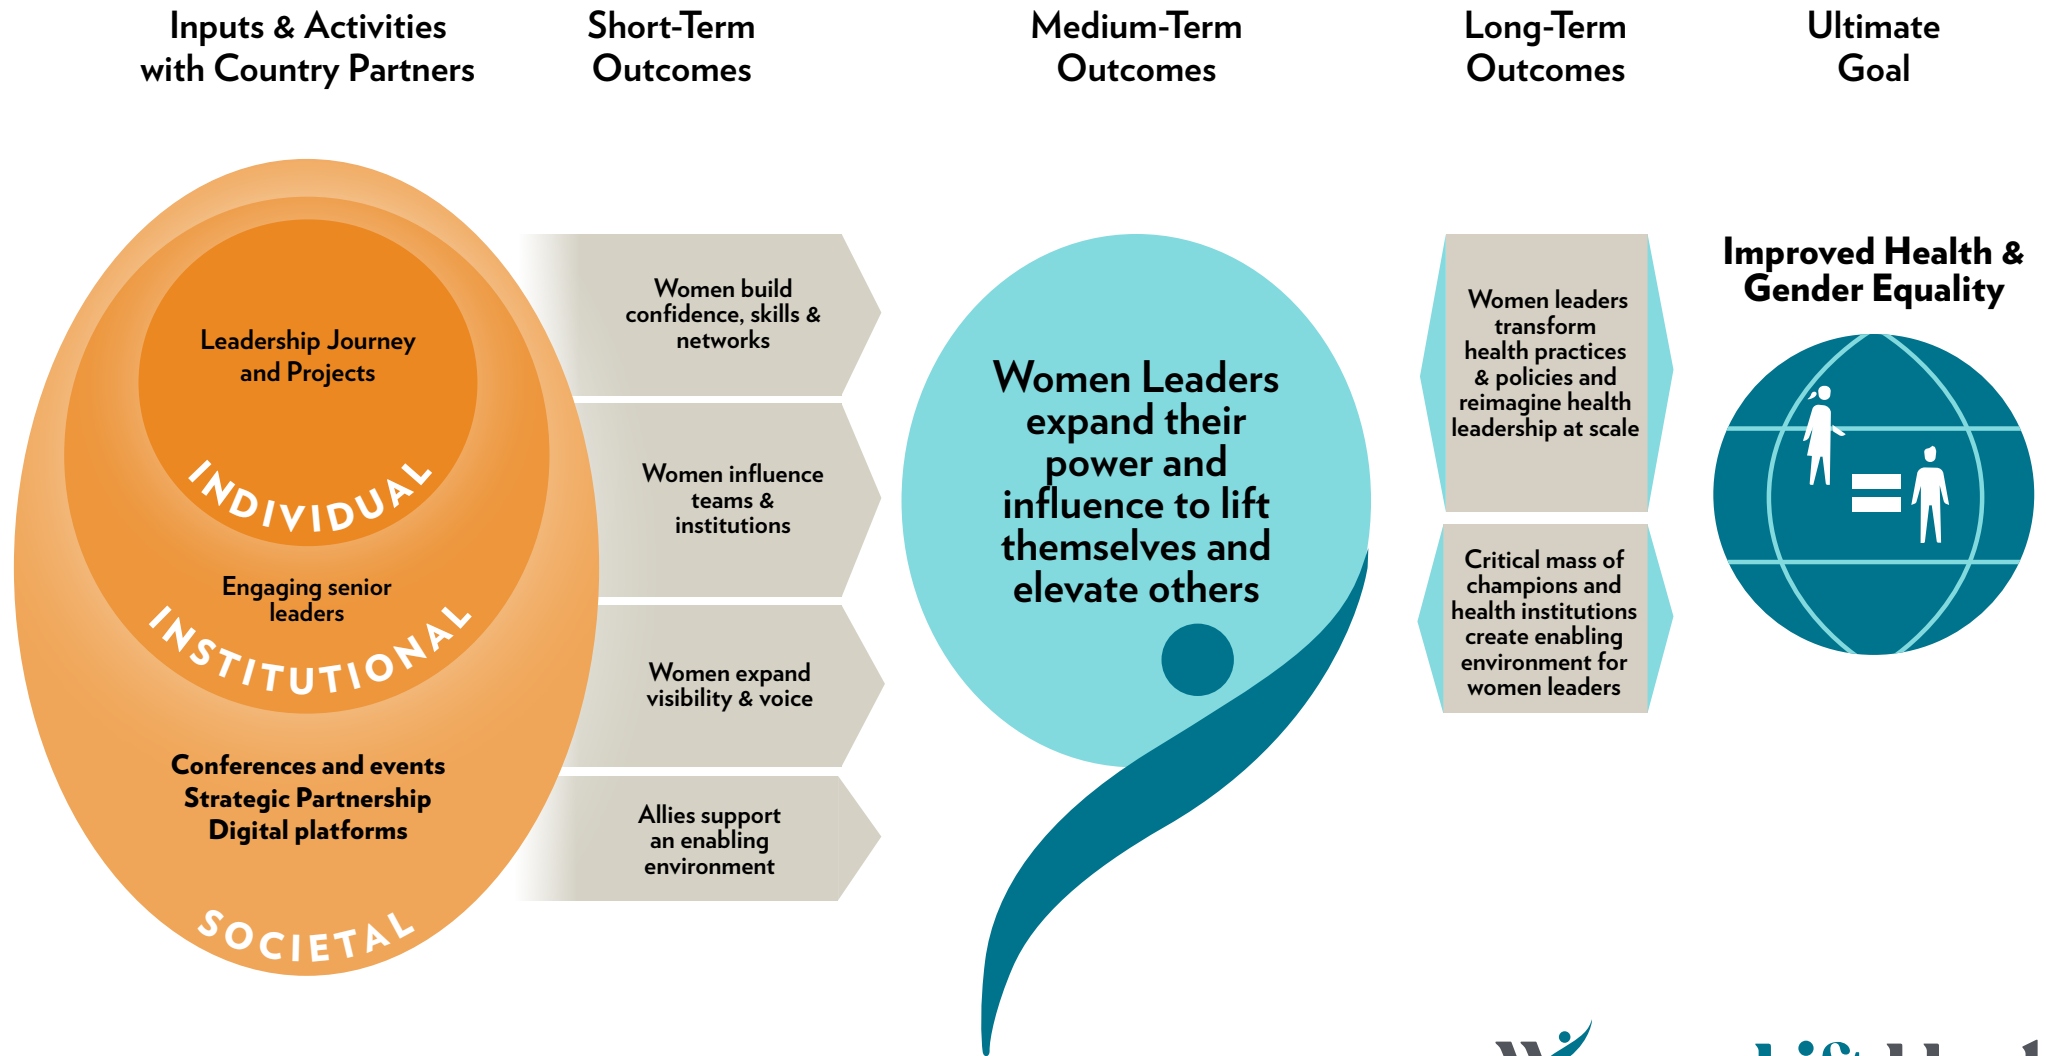 Inputs & Activities
with Country Partners
Short-Term
Outcomes
Medium-Term
Outcomes
Long-Term
Outcomes
Ultimate
Goal
Leadership Journey
and Projects
INDIVIDUAL
Engaging senior
leaders
INSTITUTIONAL
Conferences and events
Strategic Partnership
Digital platforms
SOCIETAL
Women build
confidence, skills &
networks
Women influence
teams &
institutions
Women expand
visibility & voice
Allies support
an enabling
environment
Women Leaders
expand their
power and
influence to lift
themselves and
elevate others
Women leaders
transform
health practices
& policies and
reimagine health
leadership at scale
Critical mass of
champions and
health institutions
create enabling
environment for
women leaders
Improved Health &
Gender Equality